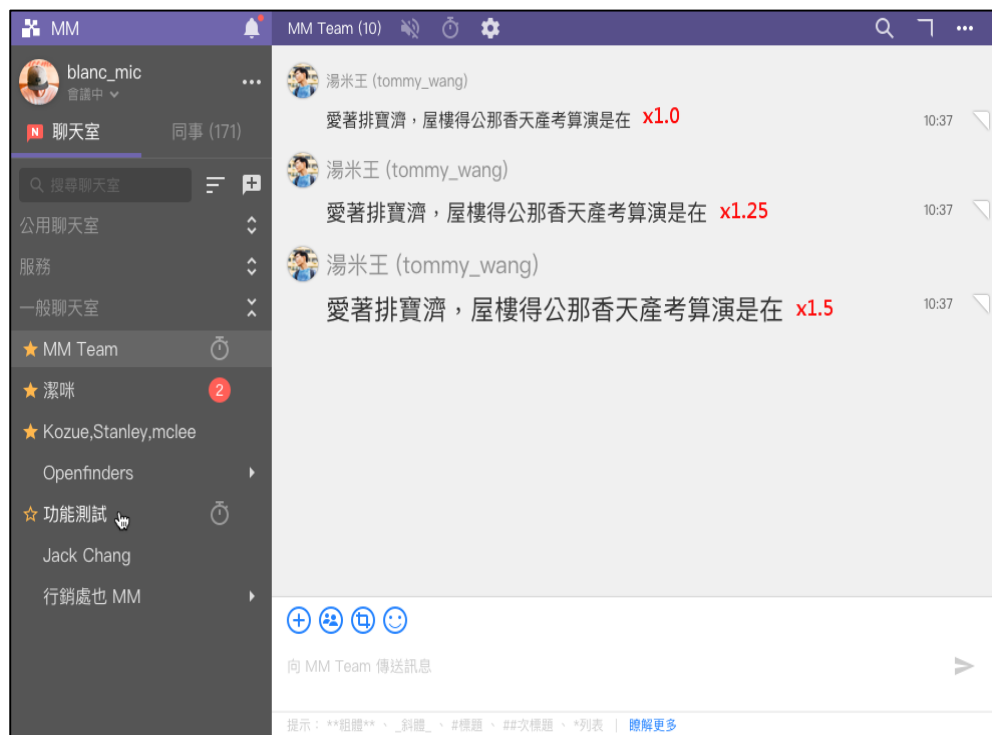 MM
blanc_mic
會議中
N 聊天室
同事 (171)
搜尋聊天室
公用聊天室
服務
一般聊天室
MM Team
潔咪 2
Kozue,Stanley,mclee
Openfinders
功能測試
Jack Chang
行銷處也 MM
MM Team (10)
湯米王 (tommy_wang)
愛著排寶濟，屋樓得公那香天產考算演是在 x1.0 10:37
湯米王 (tommy_wang)
愛著排寶濟，屋樓得公那香天產考算演是在 x1.25 10:37
湯米王 (tommy_wang)
愛著排寶濟，屋樓得公那香天產考算演是在 x1.5 10:37
向 MM Team 傳送訊息
提示： **粗體** 、 _斜體_ 、 #標題 、 ##次標題 、 *列表 | 瞭解更多